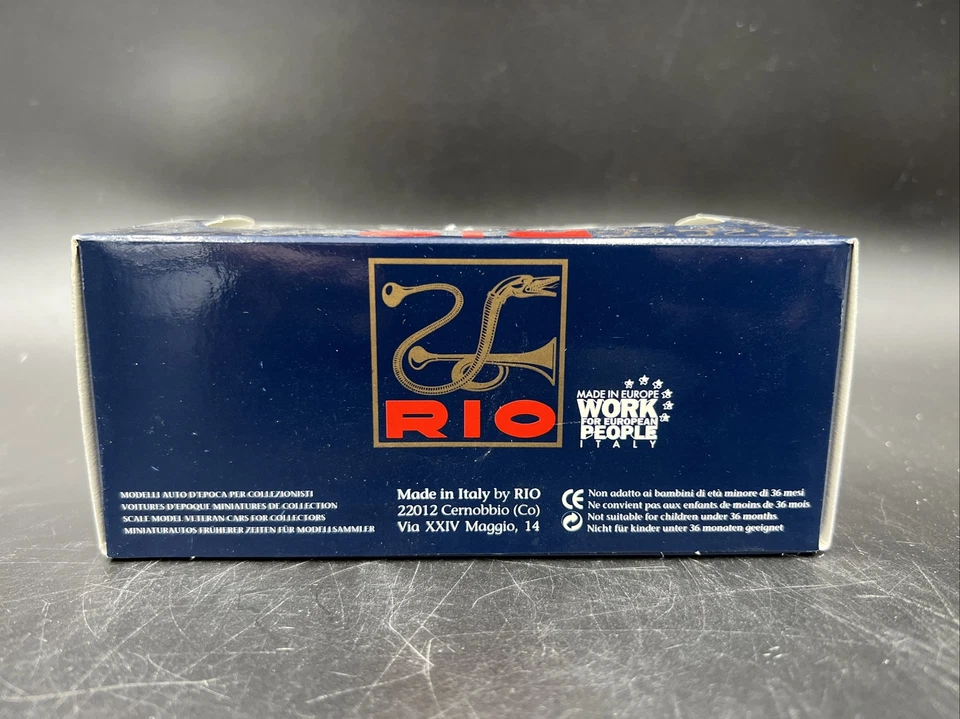 RIO
MADE IN EUROPE
WORK
FOR EUROPEAN
PEOPLE
ITALY
MODELLI AUTO D'EPOCA PER COLLEZIONISTI
VOITURES D'EPOQUE MINIATURES DE COLLECTION
SCALE MODEL VETERAN CARS FOR COLLECTORS
MINIATURAUTOS FRÜHERER ZEITEN FÜR MODELLSAMMLER
Made in Italy by RIO
22012 Cernobbio (Co)
Via XXIV Maggio, 14
CE Non adatto ai bambini di età minore di 36 mesi
Ne convient pas aux enfants de moins de 36 mois
Not suitable for children under 36 months
Nicht für kinder unter 36 monaten geeignet